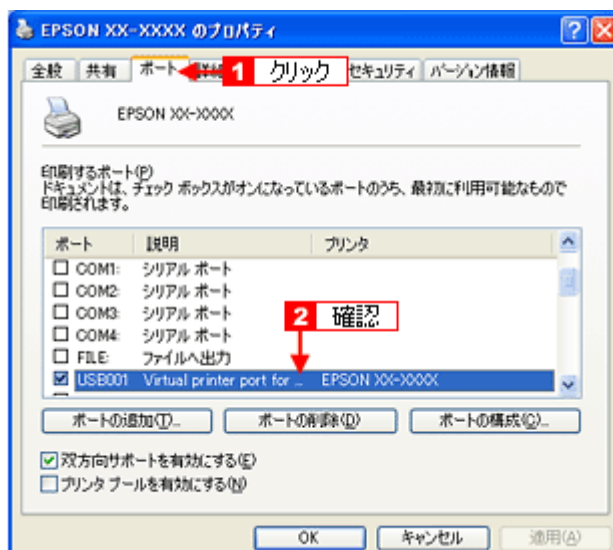 EPSON XX-XXXX のプロパティ
全般 共有 ポート 1 クリック セキュリティ バージョン情報
EPSON XX-XXXX
印刷するポート(P)
ドキュメントは、チェック ボックスがオンになっているポートのうち、最初に利用可能なもので
印刷されます。
ポート 説明 プリンタ
COM1: シリアル ポート
COM2: シリアル ポート
COM3: シリアル ポート
COM4: シリアル ポート
2 確認
FILE: ファイルへ出力
USB001 Virtual printer port for ... EPSON XX-XXXX
ポートの追加(T)... ポートの削除(D) ポートの構成(C)...
双方向サポートを有効にする(E)
プリンタ プールを有効にする(N)
OK キャンセル 適用(A)